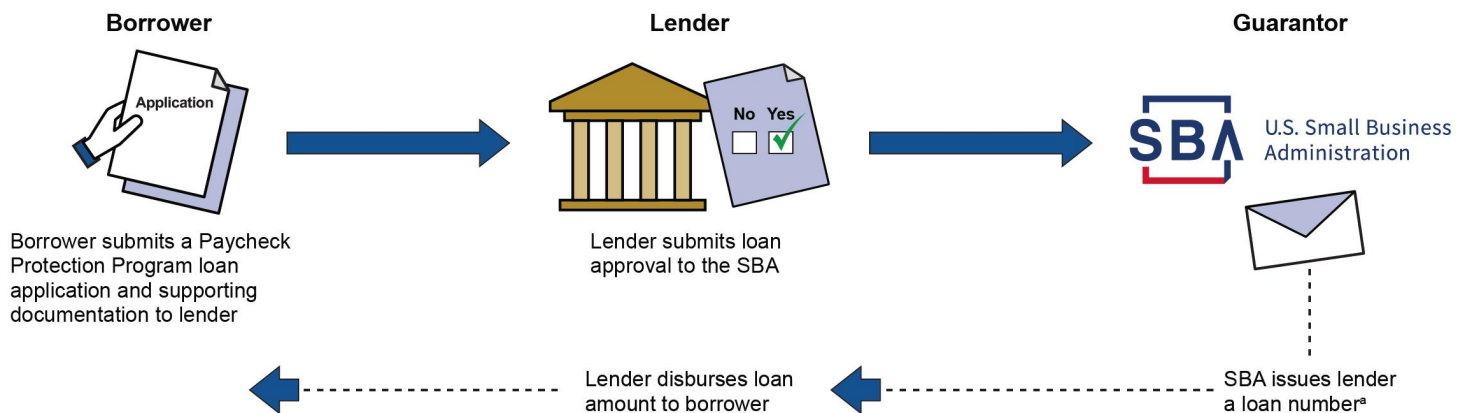 Borrower
Lender
Guarantor
Application
No Yes
SBA
U.S. Small Business
Administration
Borrower submits a Paycheck
Protection Program loan
application and supporting
documentation to lender
Lender submits loan
approval to the SBA
Lender disburses loan
amount to borrower
SBA issues lender
a loan numberᵃ